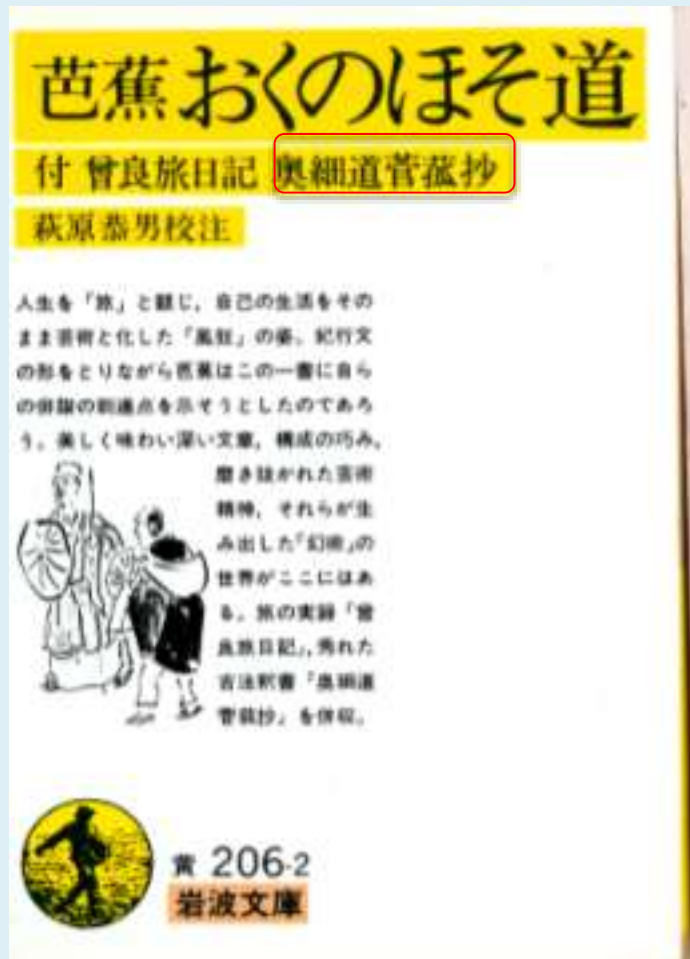 芭蕉 おくのほそ道
付 曾良旅日記 奥細道菅菰抄
萩原恭男校注
人生を「旅」と観じ，自己の生活をその
まま芸術と化した「風狂」の姿。紀行文
の形をとりながら芭蕉はこの一書に自ら
の俳諧の到達点を示そうとしたのであろ
う。美しく味わい深い文章，構成の巧み，
磨き抜かれた芸術
精神，それらが生
み出した「幻術」の
世界がここにはあ
る。旅の実録「曾
良旅日記」，秀れた
古注釈書「奥細道
菅菰抄」を併収。
黄 206-2
岩波文庫